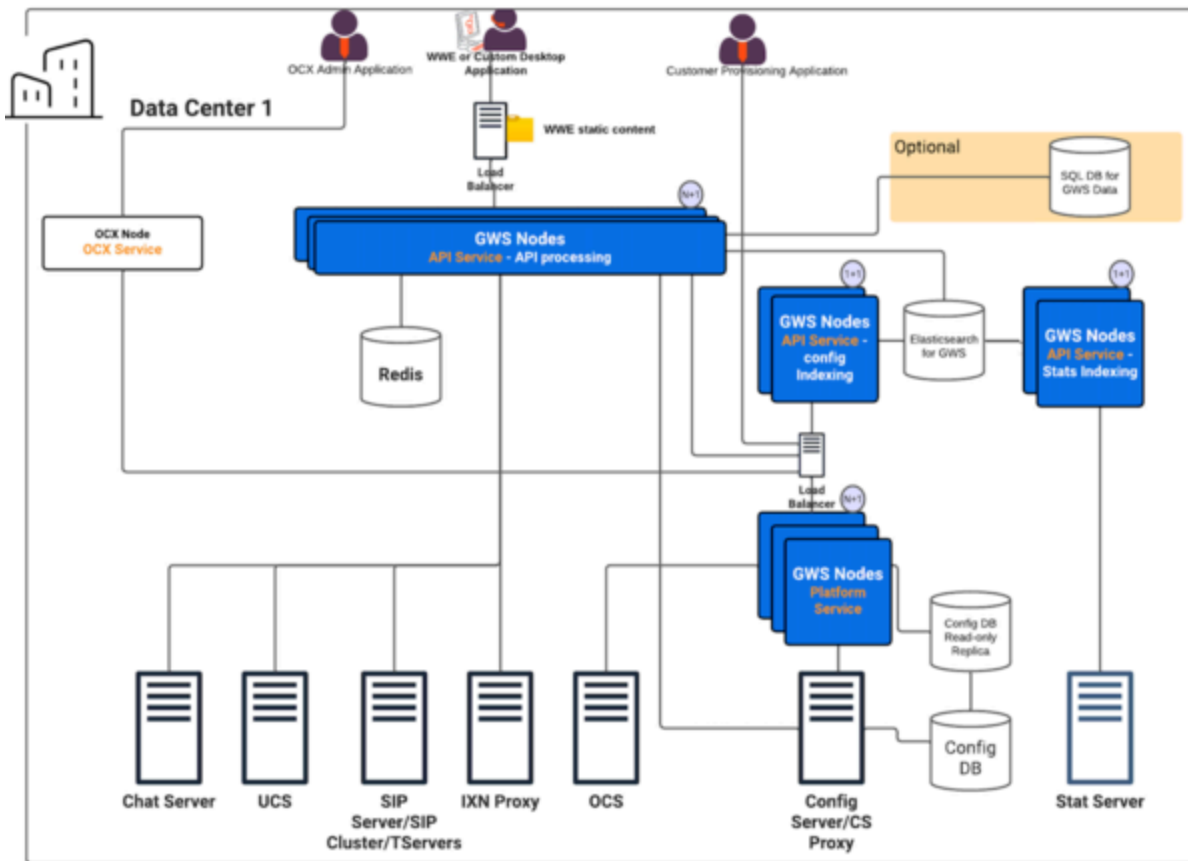 OCX Admin Application
WWE or Custom Desktop
Application
Customer Provisioning Application
Data Center 1
WWE static content
Load
Balancer
Optional
SQL DB for
GWS Data
N+1
OCX Node
OCX Service
GWS Nodes
API Service - API processing
1+1
1+1
GWS Nodes
API Service -
config
Indexing
Elasticsearch
for GWS
GWS Nodes
API Service -
Stats Indexing
Redis
Load
Balancer
N+1
GWS Nodes
Platform
Service
Config DB
Read-only
Replica
Config
DB
Chat Server
UCS
SIP
Server/SIP
Cluster/TServers
IXN Proxy
OCS
Config
Server/CS
Proxy
Stat Server